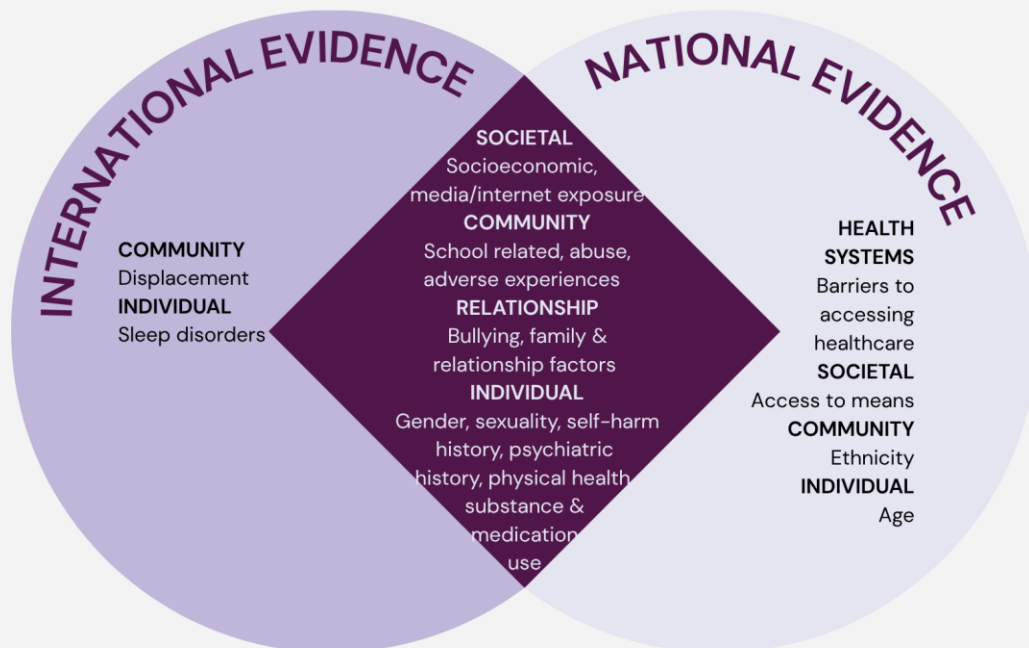 INTERNATIONAL EVIDENCE
COMMUNITY
Displacement
INDIVIDUAL
Sleep disorders
SOCIETAL
Socioeconomic,
media/internet exposure
COMMUNITY
School related, abuse,
adverse experiences
RELATIONSHIP
Bullying, family &
relationship factors
INDIVIDUAL
Gender, sexuality, self-harm
history, psychiatric
history, physical health,
substance &
medication
use
NATIONAL EVIDENCE
HEALTH
SYSTEMS
Barriers to
accessing
healthcare
SOCIETAL
Access to means
COMMUNITY
Ethnicity
INDIVIDUAL
Age